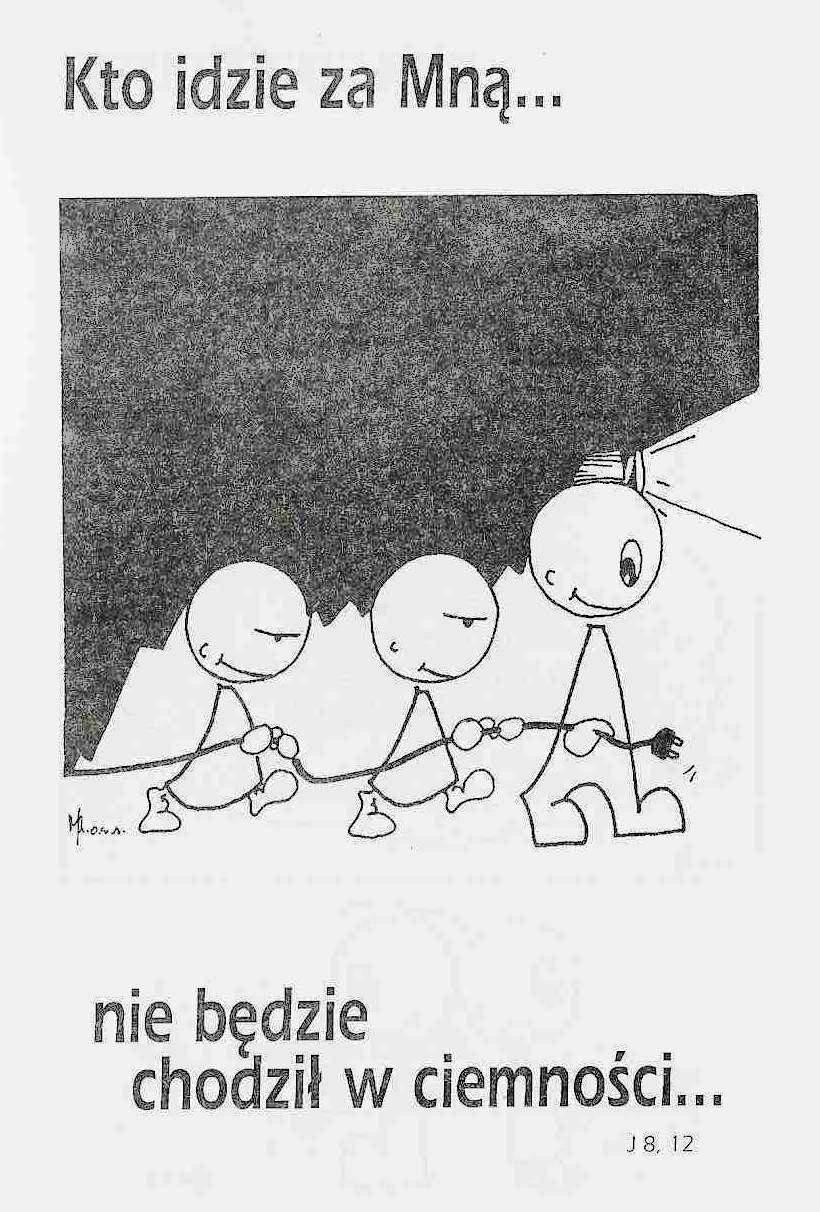 Kto idzie za Mną...
nie będzie
chodził w ciemności...
J 8, 12